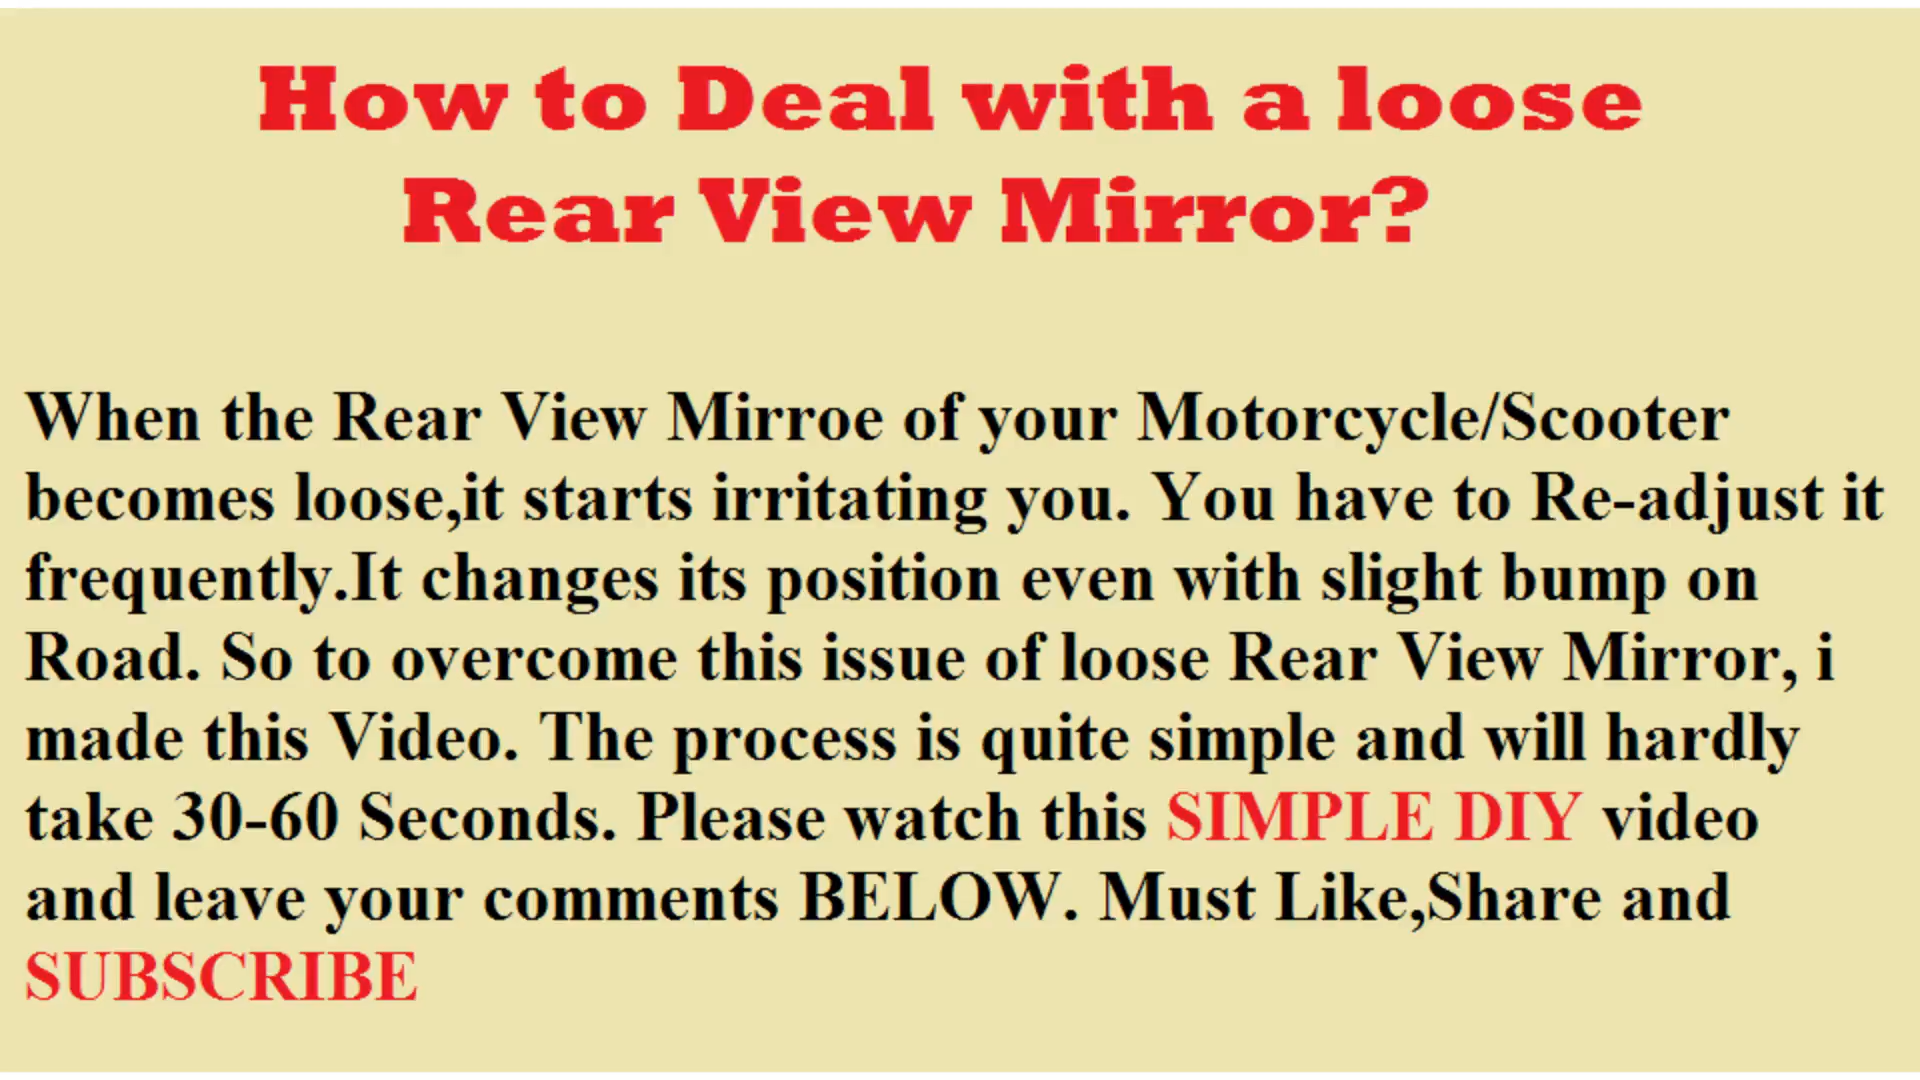 How to Deal with a loose
Rear View Mirror?
When the Rear View Mirroe of your Motorcycle/Scooter
becomes loose,it starts irritating you. You have to Re-adjust it
frequently.It changes its position even with slight bump on
Road. So to overcome this issue of loose Rear View Mirror, i
made this Video. The process is quite simple and will hardly
take 30-60 Seconds. Please watch this SIMPLE DIY video
and leave your comments BELOW. Must Like,Share and
SUBSCRIBE